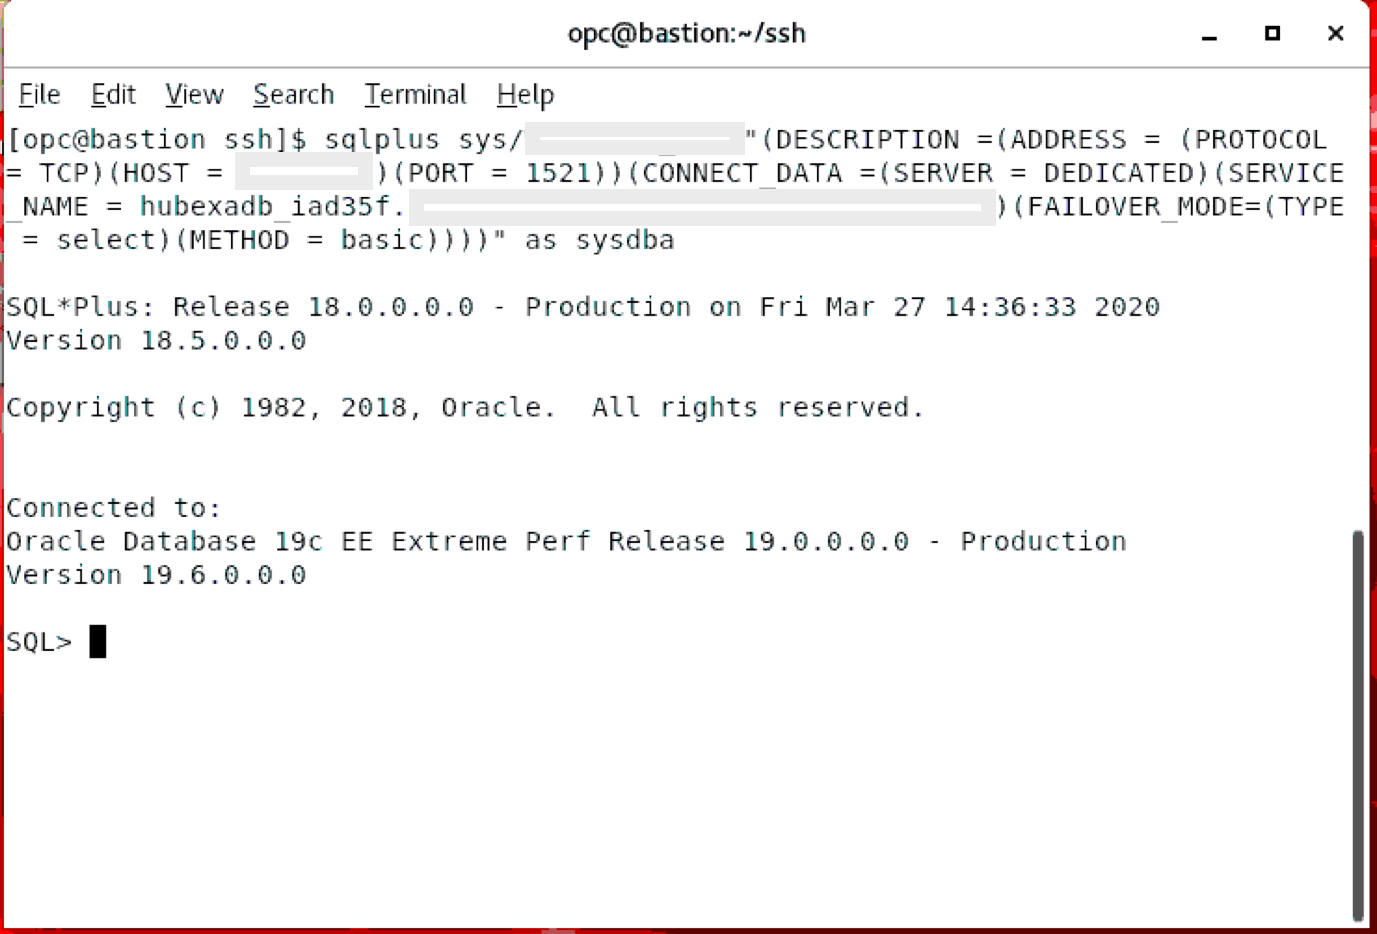 opc@bastion:~/ssh
File Edit View Search Terminal Help
[opc@bastion ssh]$ sqlplus sys/ "(DESCRIPTION =(ADDRESS = (PROTOCOL
= TCP)(HOST = )(PORT = 1521))(CONNECT_DATA =(SERVER = DEDICATED)(SERVICE
_NAME = hubexadb_iad35f. )(FAILOVER_MODE=(TYPE
= select)(METHOD = basic))))" as sysdba
SQL*Plus: Release 18.0.0.0.0 - Production on Fri Mar 27 14:36:33 2020
Version 18.5.0.0.0
Copyright (c) 1982, 2018, Oracle.  All rights reserved.
Connected to:
Oracle Database 19c EE Extreme Perf Release 19.0.0.0.0 - Production
Version 19.6.0.0.0
SQL>